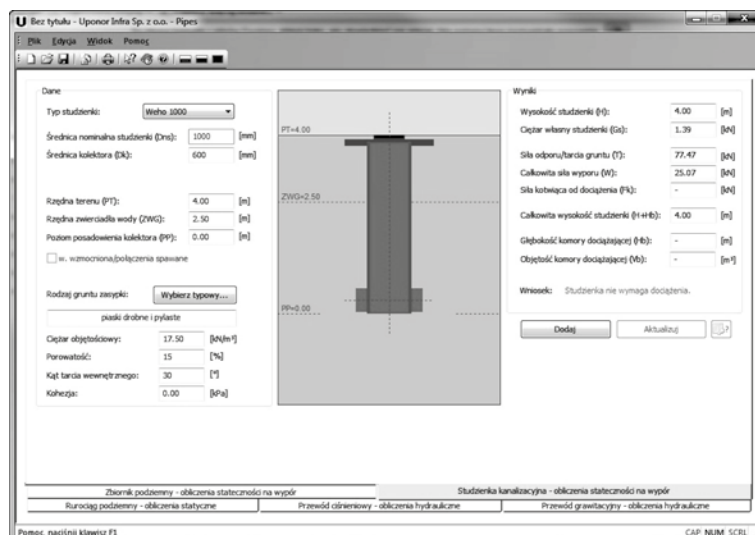 Bez tytułu - Uponor Infra Sp. z o.o. - Pipes
Plik Edycja Widok Pomoc
Dane
Typ studzienki: Weho 1000
Średnica nominalna studzienki (Dns): 1000 [mm]
Średnica kolektora (Dk): 600 [mm]
Rzędna terenu (PT): 4.00 [m]
Rzędna zwierciadła wody (ZWG): 2.50 [m]
Poziom posadowienia kolektora (PP): 0.00 [m]
w. wzmocniona/połączenia spawane
Rodzaj gruntu zasypki: Wybierz typowy...
piaski drobne i pylaste
Ciężar objętościowy: 17.50 [kN/m³]
Porowatość: 15 [%]
Kąt tarcia wewnętrznego: 30 [°]
Kohezja: 0.00 [kPa]
PT=4.00
ZWG=2.50
PP=0.00
Wyniki
Wysokość studzienki (H): 4.00 [m]
Ciężar własny studzienki (Gs): 1.39 [kN]
Siła odporu/tarcia gruntu (T): 77.47 [kN]
Całkowita siła wyporu (W): 25.07 [kN]
Siła kotwiąca od dociążenia (Fk): - [kN]
Całkowita wysokość studzienki (H+Hb): 4.00 [m]
Głębokość komory dociążającej (Hb): - [m]
Objętość komory dociążającej (Vb): - [m³]
Wniosek: Studzienka nie wymaga dociążenia.
Dodaj Aktualizuj
Zbiornik podziemny - obliczenia stateczności na wypór Studzienka kanalizacyjna - obliczenia stateczności na wypór
Rurociąg podziemny - obliczenia statyczne Przewód ciśnieniowy - obliczenia hydrauliczne Przewód grawitacyjny - obliczenia hydrauliczne
Pomoc, naciśnij klawisz F1 CAP NUM SCRL